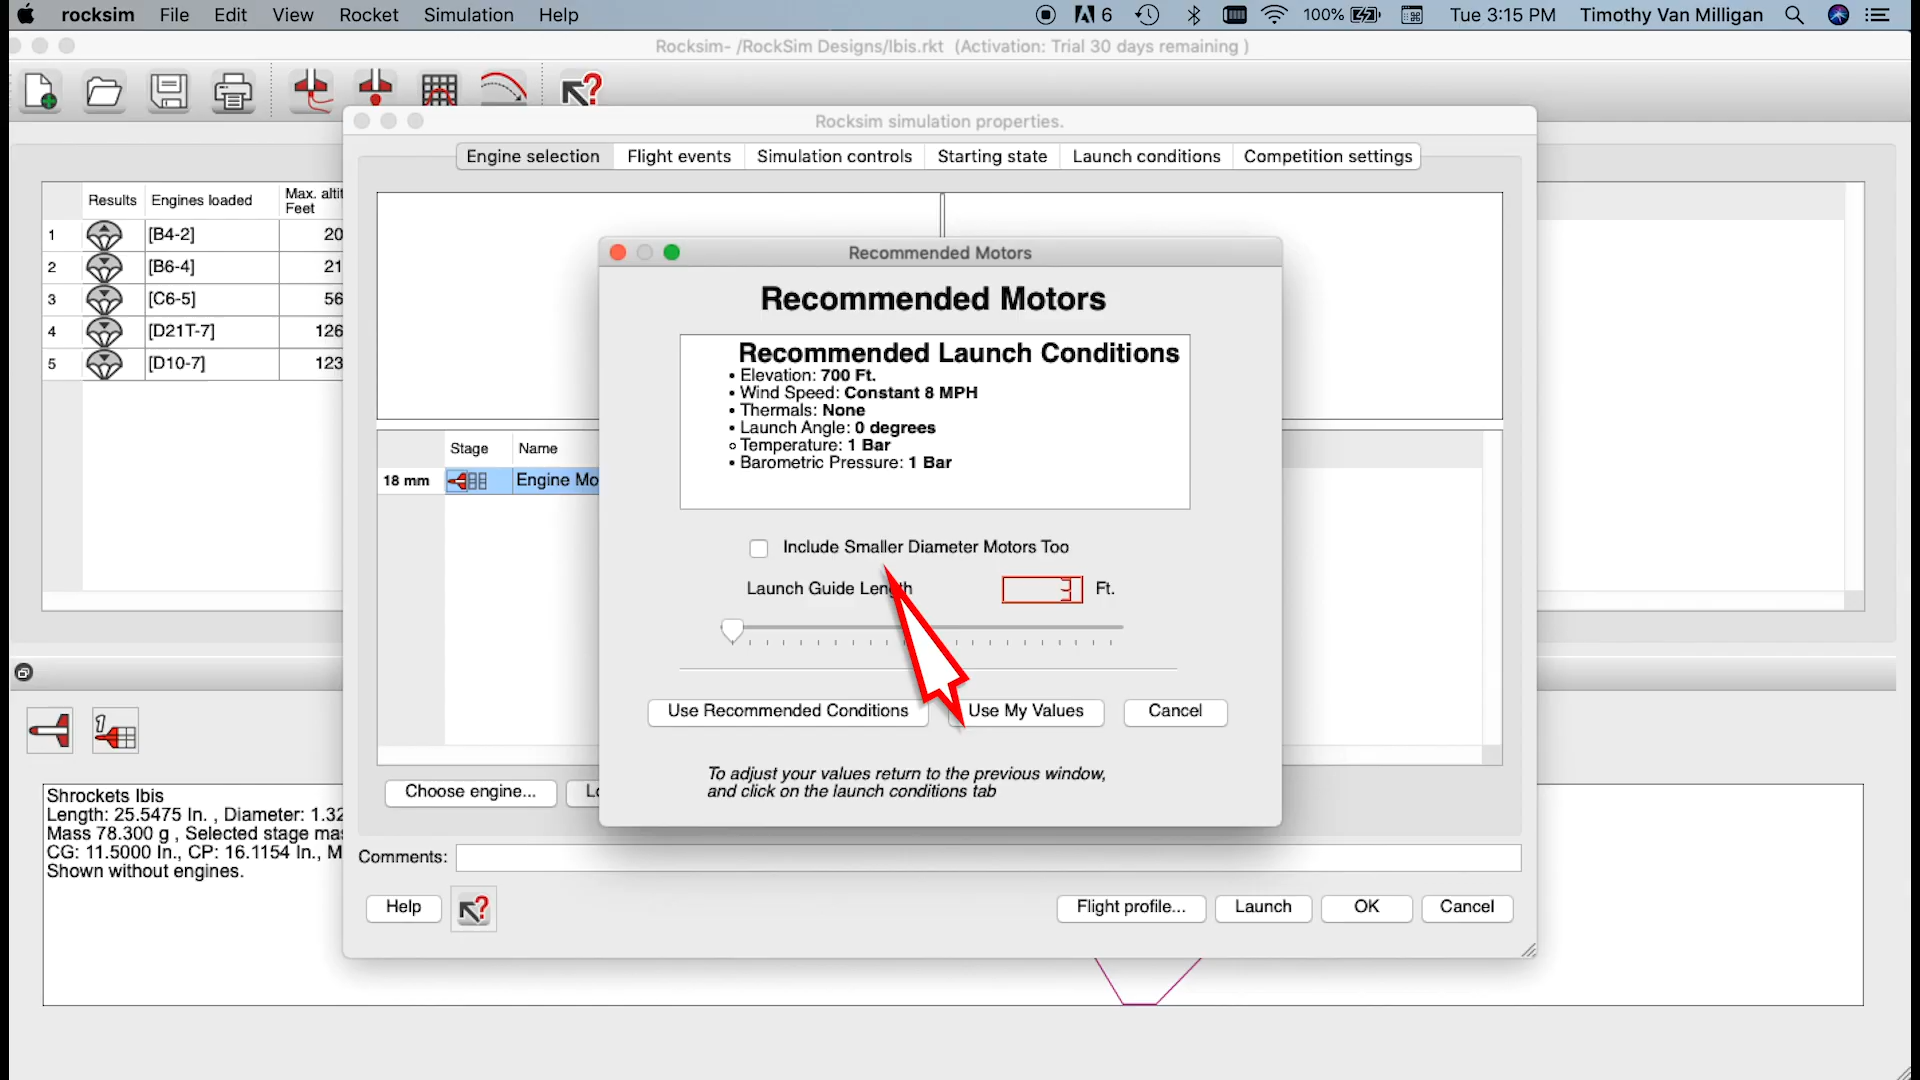 rocksim File Edit View Rocket Simulation Help 6 100% Tue 3:15 PM Timothy Van Milligan
Rocksim- /RockSim Designs/Ibis.rkt (Activation: Trial 30 days remaining )
Rocksim simulation properties.
Engine selection Flight events Simulation controls Starting state Launch conditions Competition settings
Results Engines loaded Max. altit
Feet
1 [B4-2] 20
2 [B6-4] 21
3 [C6-5] 56
4 [D21T-7] 126
5 [D10-7] 123
Recommended Motors
Recommended Motors
Recommended Launch Conditions
• Elevation: 700 Ft.
• Wind Speed: Constant 8 MPH
• Thermals: None
• Launch Angle: 0 degrees
○ Temperature: 1 Bar
• Barometric Pressure: 1 Bar
Stage Name
18 mm Engine Mo
Include Smaller Diameter Motors Too
Launch Guide Length 3 Ft.
Use Recommended Conditions Use My Values Cancel
To adjust your values return to the previous window,
and click on the launch conditions tab
Choose engine... Lo
1
Shrockets Ibis
Length: 25.5475 In. , Diameter: 1.32
Mass 78.300 g , Selected stage mas
CG: 11.5000 In., CP: 16.1154 In., M
Shown without engines.
Comments:
Help Flight profile... Launch OK Cancel